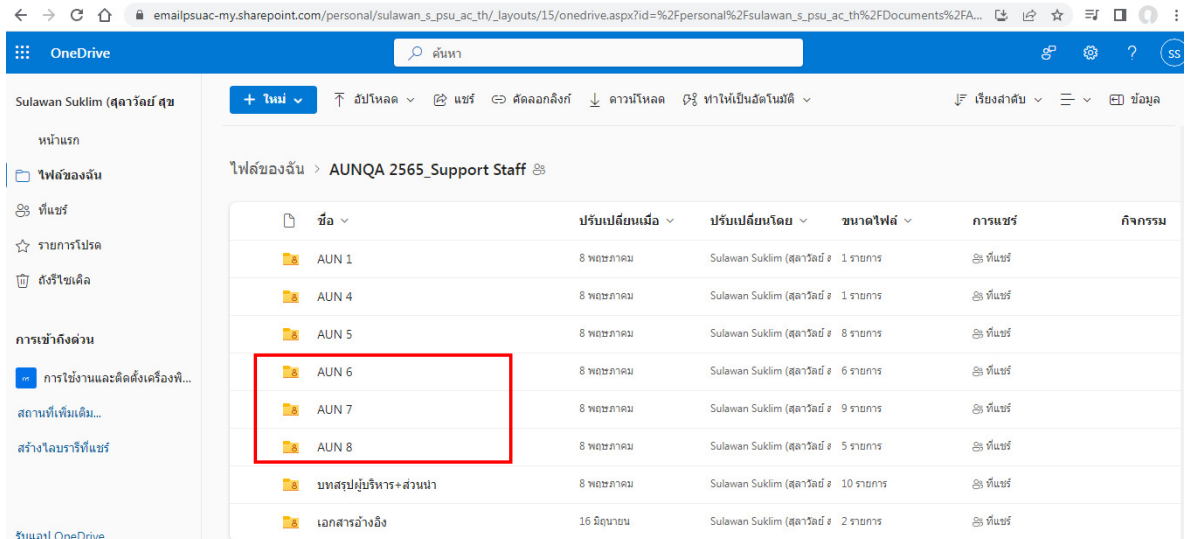 emailpsuac-my.sharepoint.com/personal/sulawan_s_psu_ac_th/_layouts/15/onedrive.aspx?id=%2Fpersonal%2Fsulawan_s_psu_ac_th%2FDocuments%2FA...
OneDrive
ค้นหา
?
SS
Sulawan Suklim (สุลาวัลย์ สุข
+ ใหม่
อัปโหลด
แชร์
คัดลอกลิงก์
ดาวน์โหลด
ทำให้เป็นอัตโนมัติ
เรียงลำดับ
ข้อมูล
หน้าแรก
ไฟล์ของฉัน
ที่แชร์
รายการโปรด
ถังรีไซเคิล
การเข้าถึงด่วน
การใช้งานและติดตั้งเครื่องพิ...
สถานที่เพิ่มเติม...
สร้างไลบรารีที่แชร์
รับแอป OneDrive
ไฟล์ของฉัน > AUNQA 2565_Support Staff
ชื่อ ปรับเปลี่ยนเมื่อ ปรับเปลี่ยนโดย ขนาดไฟล์ การแชร์ กิจกรรม
AUN 1 8 พฤษภาคม Sulawan Suklim (สุลาวัลย์ ส 1 รายการ ที่แชร์
AUN 4 8 พฤษภาคม Sulawan Suklim (สุลาวัลย์ ส 1 รายการ ที่แชร์
AUN 5 8 พฤษภาคม Sulawan Suklim (สุลาวัลย์ ส 8 รายการ ที่แชร์
AUN 6 8 พฤษภาคม Sulawan Suklim (สุลาวัลย์ ส 6 รายการ ที่แชร์
AUN 7 8 พฤษภาคม Sulawan Suklim (สุลาวัลย์ ส 9 รายการ ที่แชร์
AUN 8 8 พฤษภาคม Sulawan Suklim (สุลาวัลย์ ส 5 รายการ ที่แชร์
บทสรุปผู้บริหาร+ส่วนนำ 8 พฤษภาคม Sulawan Suklim (สุลาวัลย์ ส 10 รายการ ที่แชร์
เอกสารอ้างอิง 16 มิถุนายน Sulawan Suklim (สุลาวัลย์ ส 2 รายการ ที่แชร์